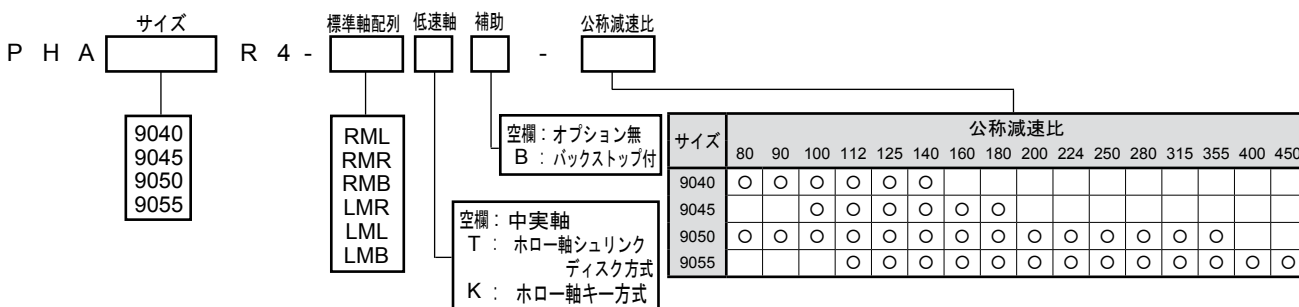 サイズ 標準軸配列 低速軸 補助 公称減速比
P H A R 4 - -
9040
9045
9050
9055
RML
RMR
RMB
LMR
LML
LMB
空欄：中実軸
T ： ホロー軸シュリンク
ディスク方式
K ： ホロー軸キー方式
空欄：オプション無
B ：バックストップ付
サイズ 公称減速比
80 90 100 112 125 140 160 180 200 224 250 280 315 355 400 450
9040 ○ ○ ○ ○ ○ ○
9045 ○ ○ ○ ○ ○ ○
9050 ○ ○ ○ ○ ○ ○ ○ ○ ○ ○ ○ ○ ○ ○
9055 ○ ○ ○ ○ ○ ○ ○ ○ ○ ○ ○ ○ ○